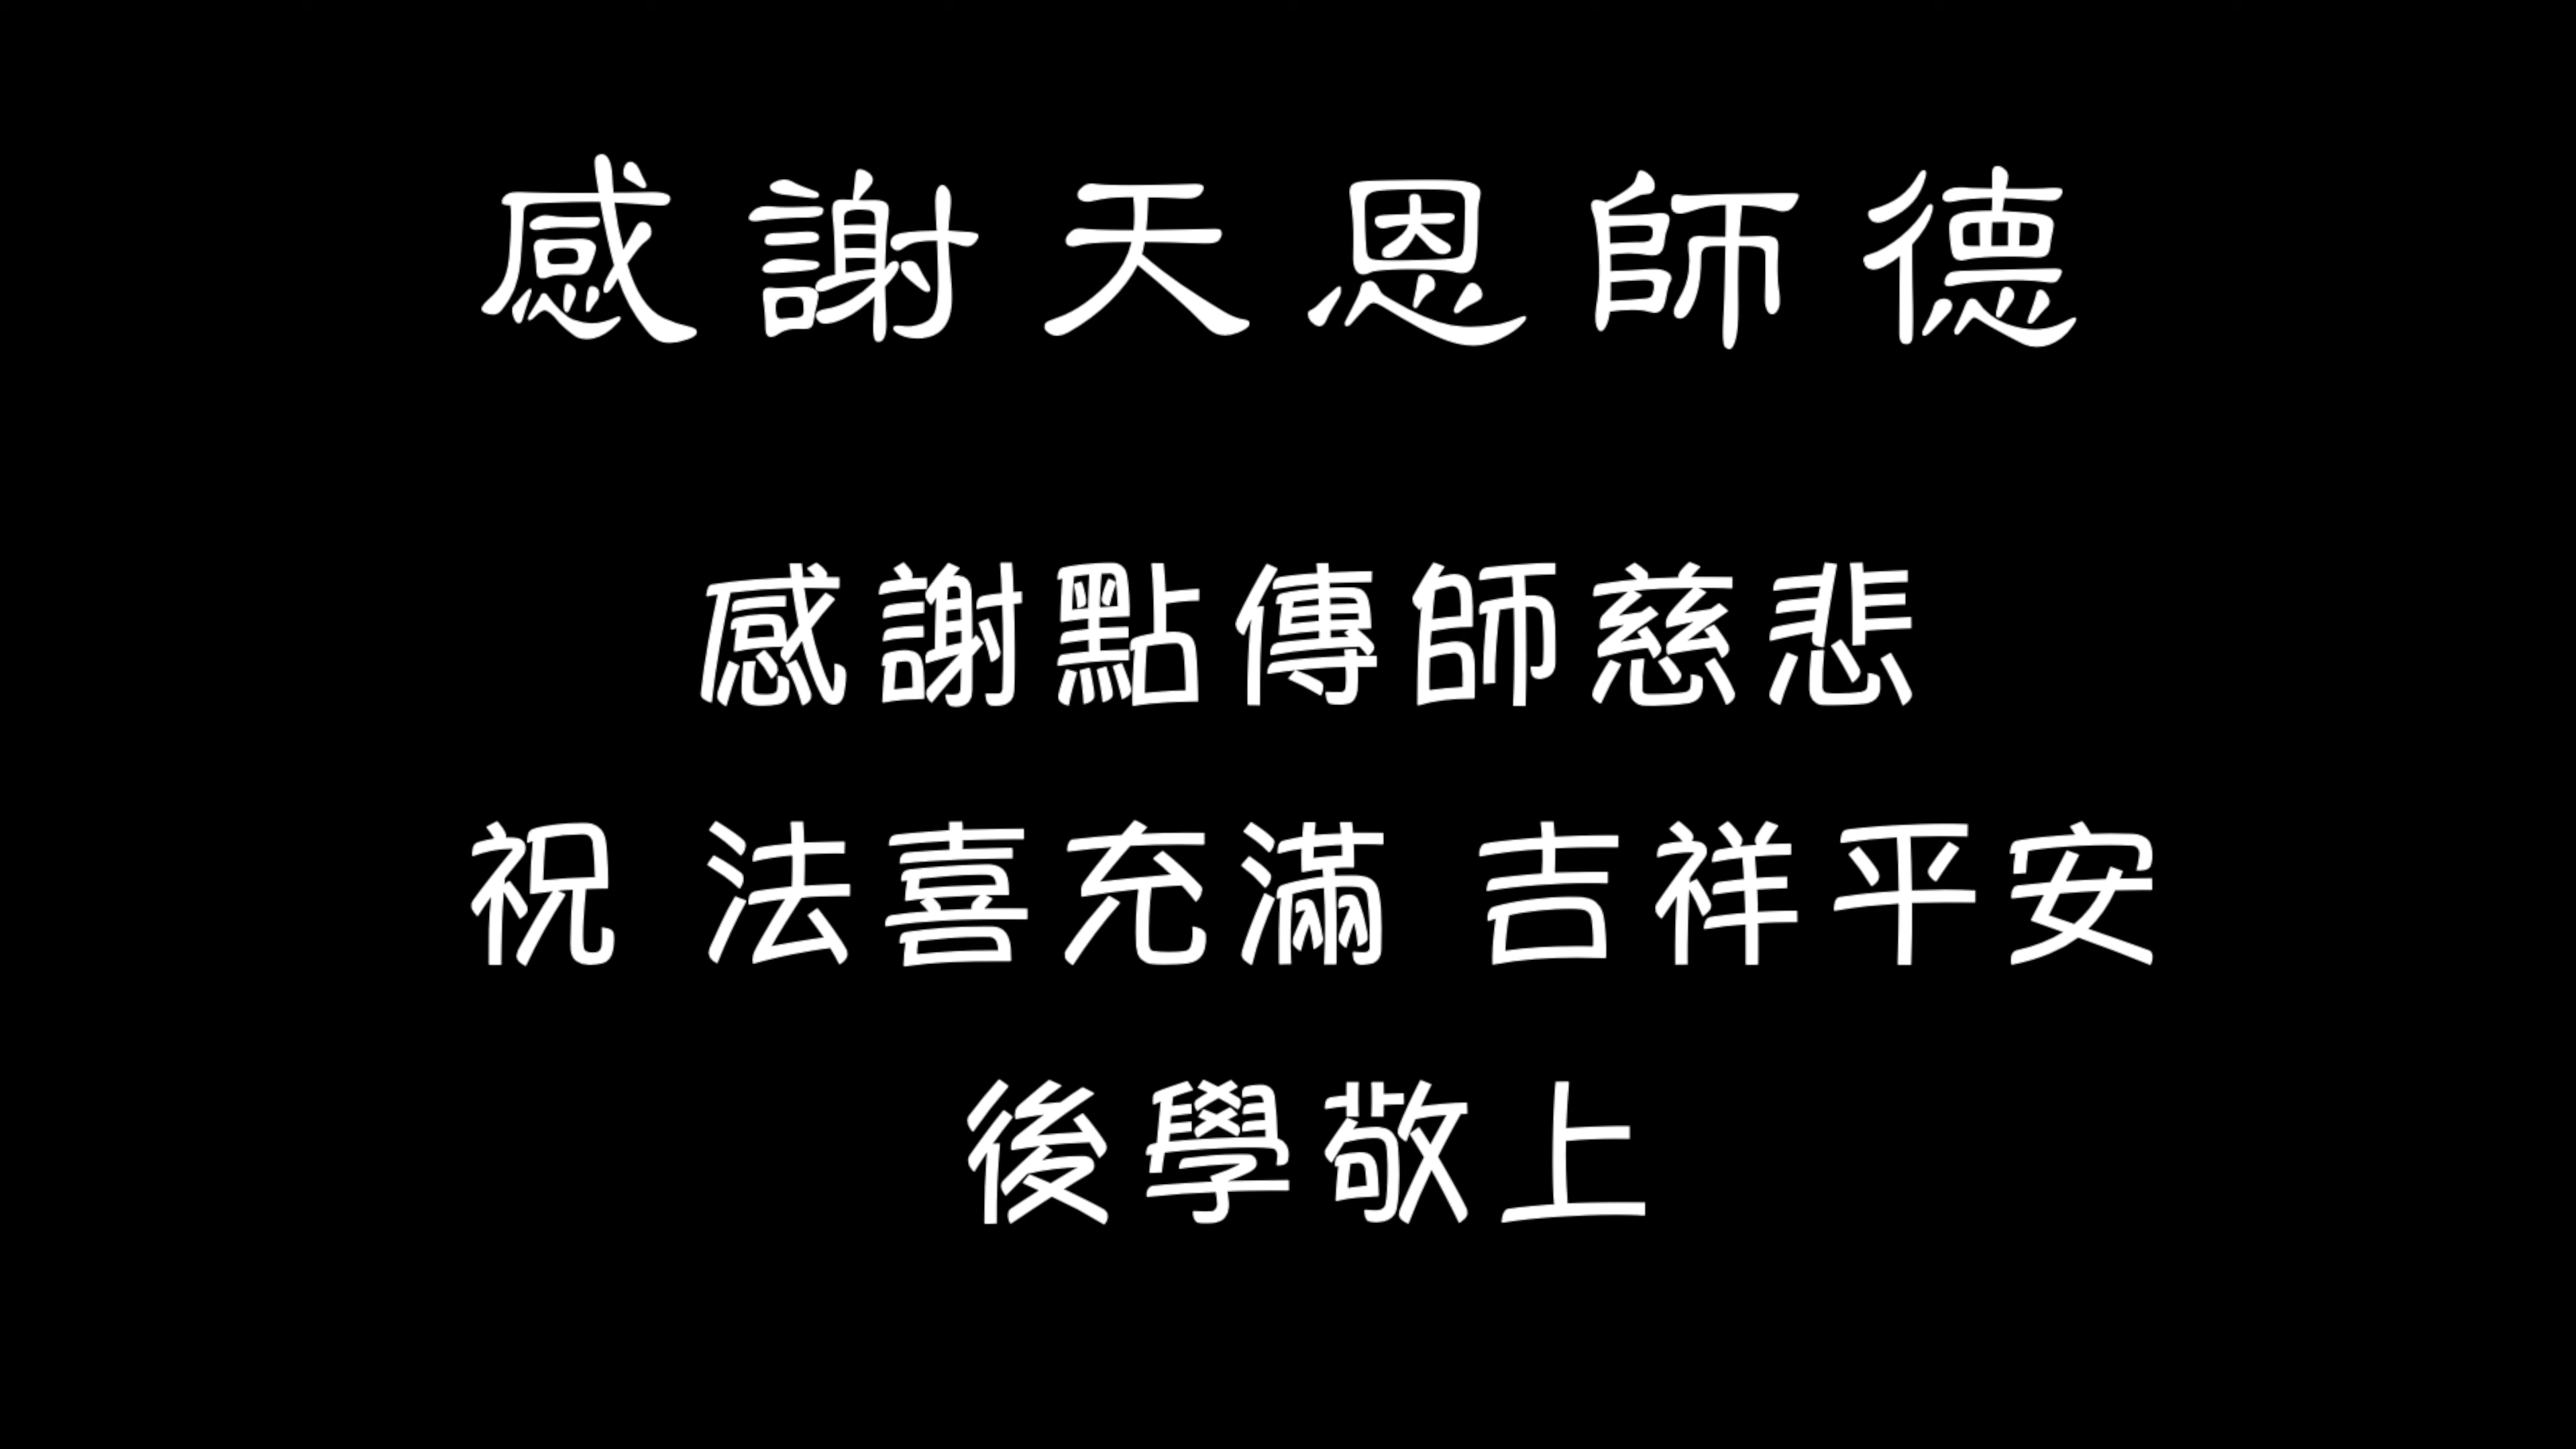 感謝天恩師德
感謝點傳師慈悲
祝 法喜充滿 吉祥平安
後學敬上